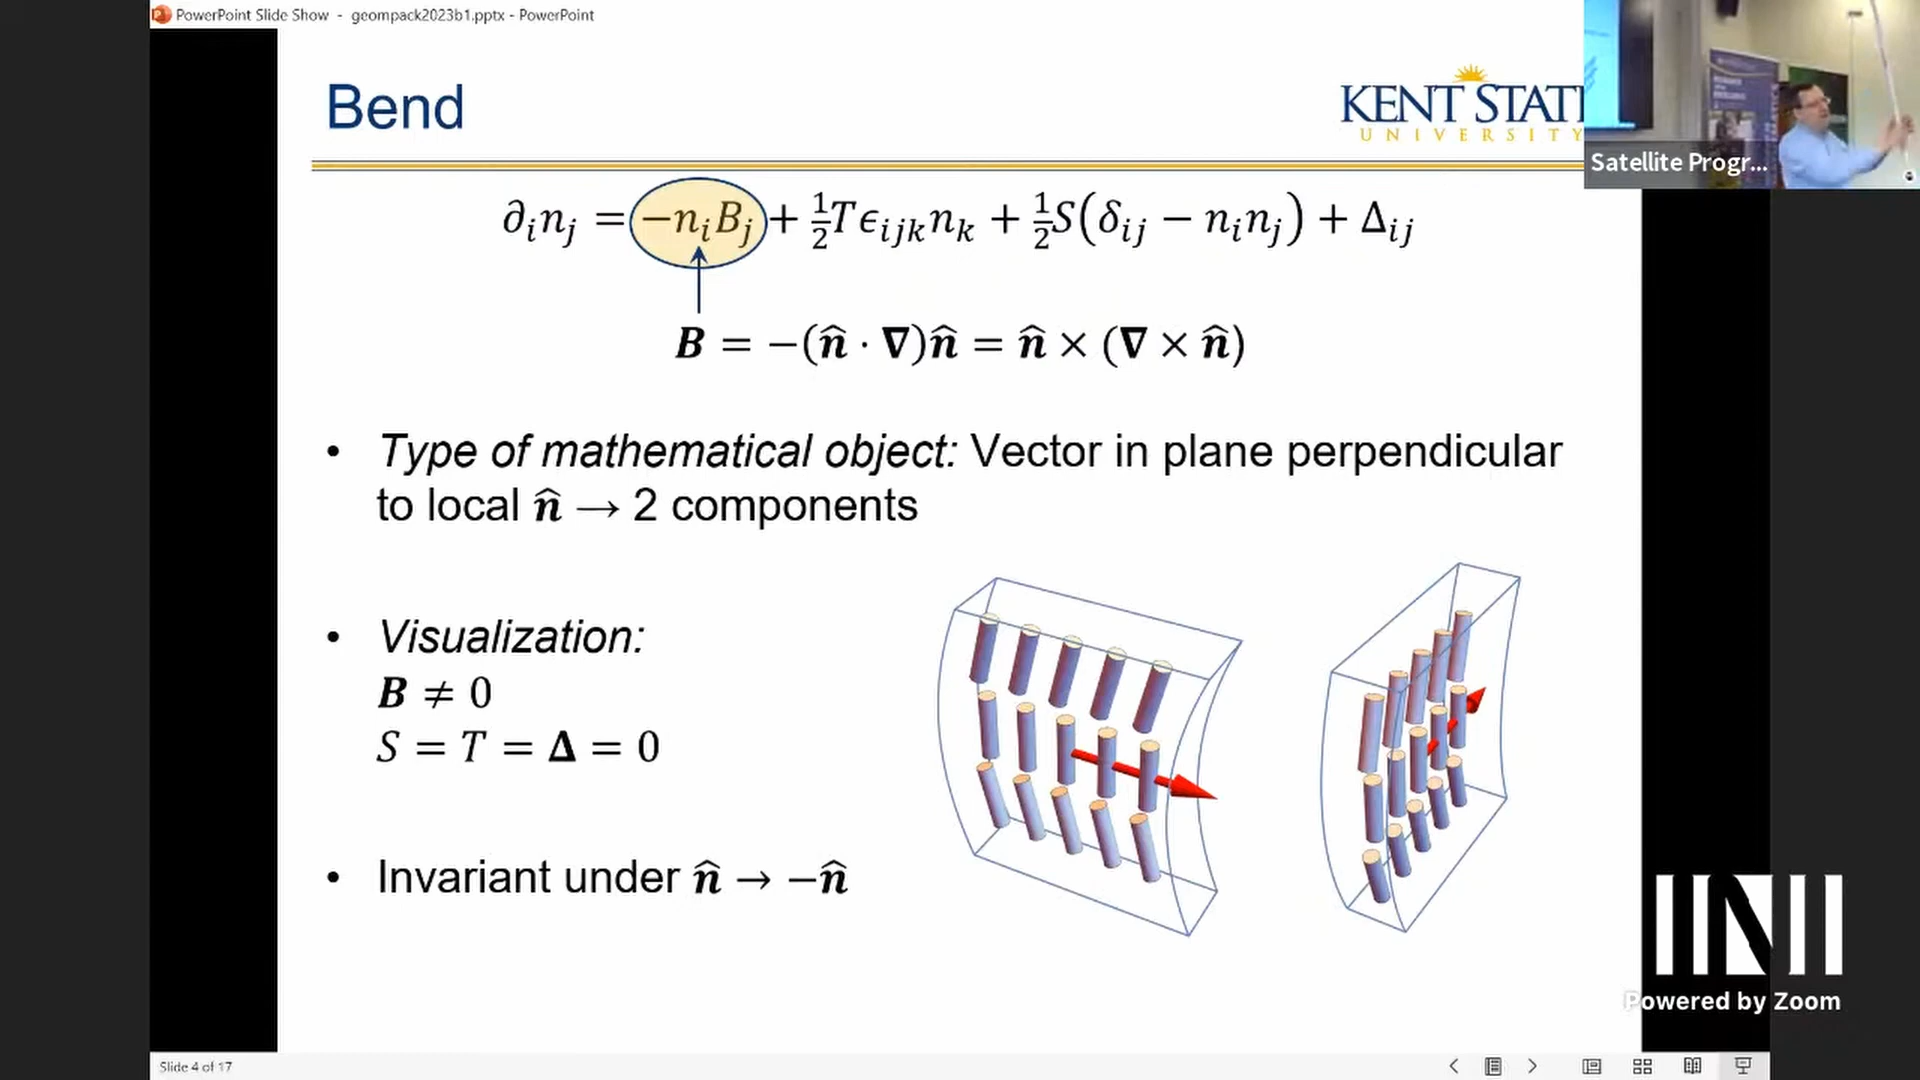 PowerPoint Slide Show - geompack2023b1.pptx - PowerPoint
Bend
KENT STAT
UNIVERSITY
Satellite Progr...
∂ᵢnⱼ = −nᵢBⱼ + ½Tϵᵢⱼₖnₖ + ½S(δᵢⱼ − nᵢnⱼ) + Δᵢⱼ
B = −(n̂ · ∇)n̂ = n̂ × (∇ × n̂)
• Type of mathematical object: Vector in plane perpendicular
to local n̂ → 2 components
• Visualization:
B ≠ 0
S = T = Δ = 0
• Invariant under n̂ → −n̂
Powered by Zoom
Slide 4 of 17